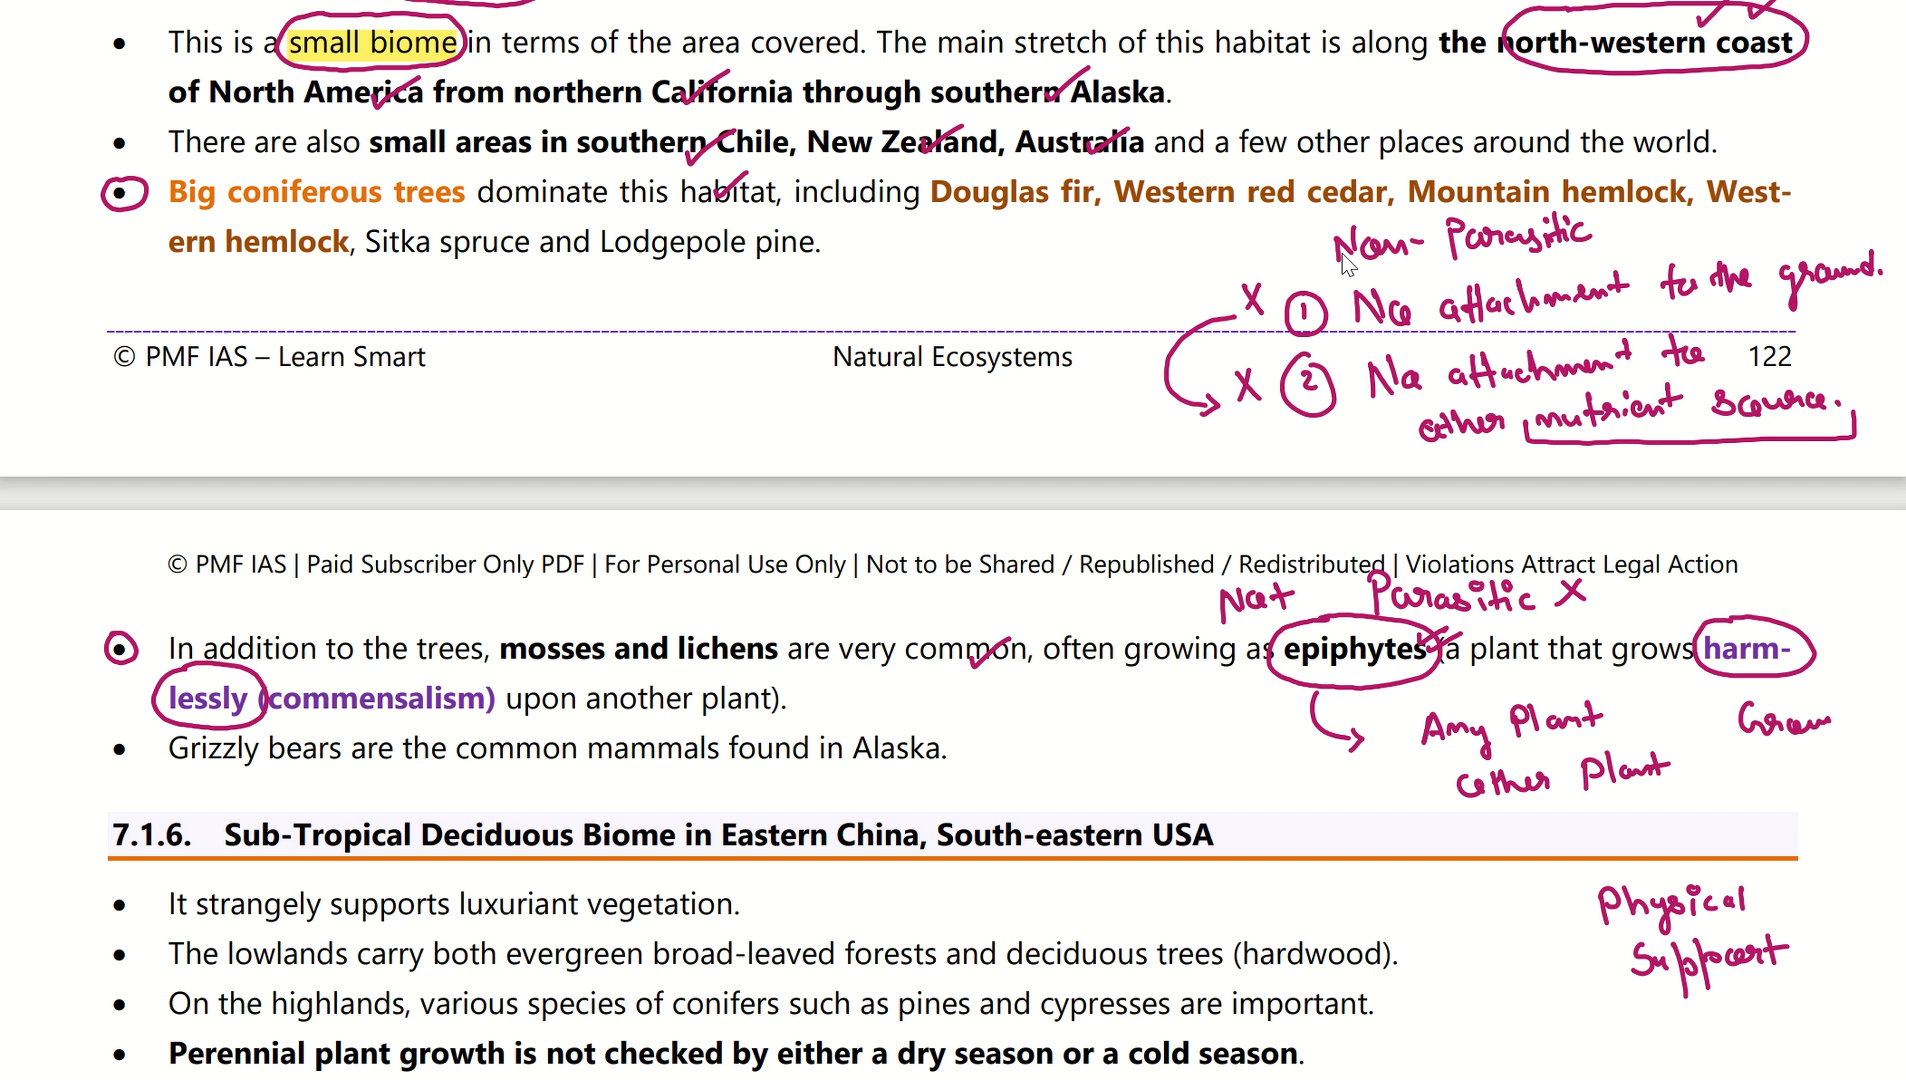 • This is a small biome in terms of the area covered. The main stretch of this habitat is along the north-western coast
of North America from northern California through southern Alaska.
• There are also small areas in southern Chile, New Zealand, Australia and a few other places around the world.
• Big coniferous trees dominate this habitat, including Douglas fir, Western red cedar, Mountain hemlock, West-
ern hemlock, Sitka spruce and Lodgepole pine.
Non-Parasitic
X ① No attachment to the ground.
© PMF IAS – Learn Smart Natural Ecosystems 122
X ② No attachment to
other nutrient source.
© PMF IAS | Paid Subscriber Only PDF | For Personal Use Only | Not to be Shared / Republished / Redistributed | Violations Attract Legal Action
Not Parasitic X
• In addition to the trees, mosses and lichens are very common, often growing as epiphytes (a plant that grows harm-
lessly (commensalism) upon another plant).
Any Plant Grow
other Plant
• Grizzly bears are the common mammals found in Alaska.
7.1.6. Sub-Tropical Deciduous Biome in Eastern China, South-eastern USA
• It strangely supports luxuriant vegetation.
Physical
Support
• The lowlands carry both evergreen broad-leaved forests and deciduous trees (hardwood).
• On the highlands, various species of conifers such as pines and cypresses are important.
• Perennial plant growth is not checked by either a dry season or a cold season.